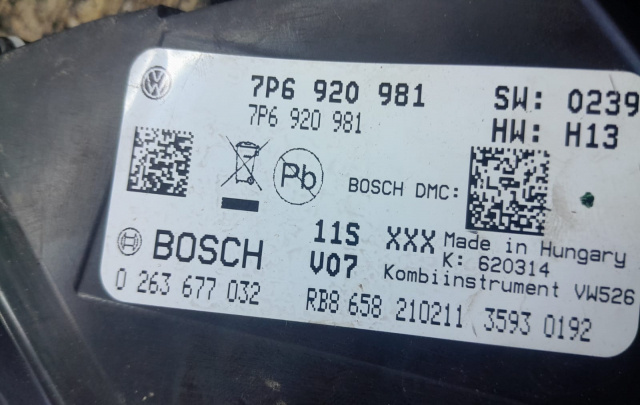 7P6 920 981 SW: 0239
7P6 920 981 HW: H13
Pb BOSCH DMC:
BOSCH 11S XXX Made in Hungary
V07 K: 620314
0 263 677 032 Kombiinstrument VW526
RB8 658 210211 3593 0192